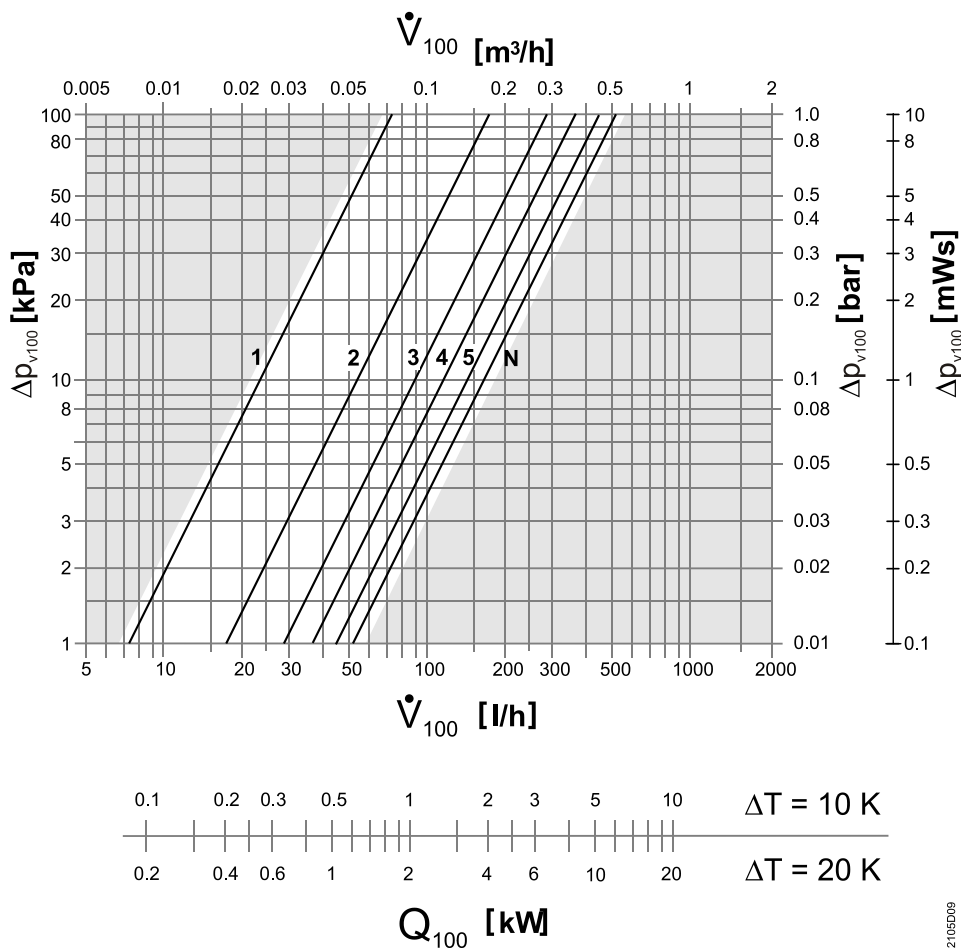 V̇100 [m³/h]
0.005 0.01 0.02 0.03 0.05 0.1 0.2 0.3 0.5 1 2
100 1.0 10
80 0.8 8
50 0.5 5
40 0.4 4
30 0.3 3
20 0.2 2
Δpv100 [kPa]
Δpv100 [bar]
Δpv100 [mWs]
1 2 3 4 5 N
10 0.1 1
8 0.08
5 0.05 0.5
3 0.03 0.3
2 0.02 0.2
1 0.01 0.1
5 10 20 30 50 100 200 300 500 1000 2000
V̇100 [l/h]
0.1 0.2 0.3 0.5 1 2 3 5 10 ΔT = 10 K
0.2 0.4 0.6 1 2 4 6 10 20 ΔT = 20 K
Q100 [kW]
2105D09